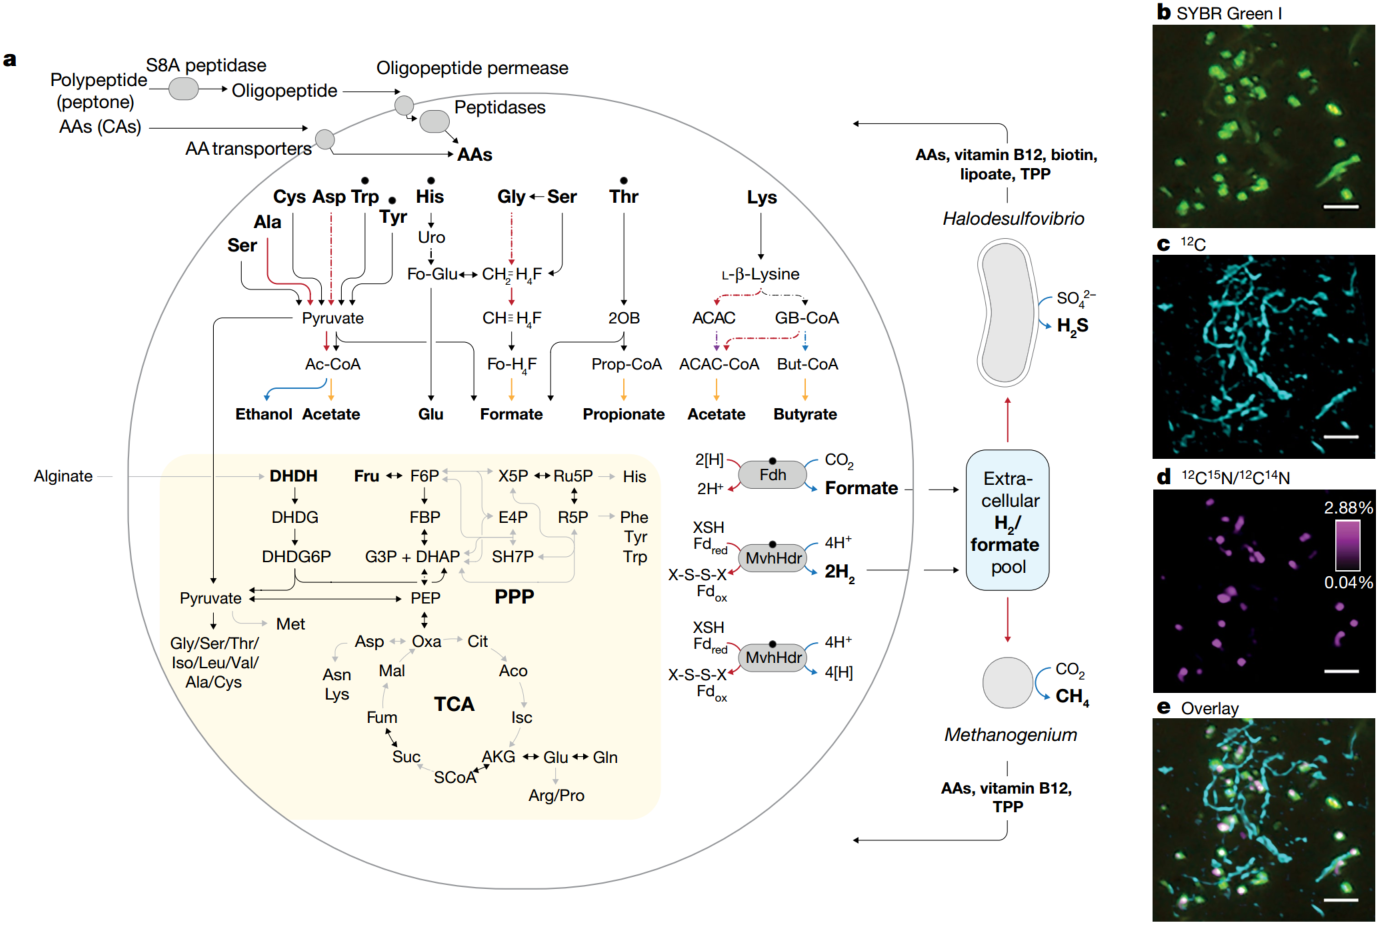 a
S8A peptidase
Polypeptide
(peptone)
Oligopeptide
Oligopeptide permease
Peptidases
AAs (CAs)
AA transporters
AAs
Cys Asp Trp
His
Gly
Ser
Thr
Lys
Ala
Tyr
Ser
Uro
Fo-Glu
CH2=H4F
L-β-Lysine
Pyruvate
CH=H4F
2OB
ACAC
GB-CoA
Ac-CoA
Fo-H4F
Prop-CoA
ACAC-CoA
But-CoA
Ethanol
Acetate
Glu
Formate
Propionate
Acetate
Butyrate
Alginate
DHDH
Fru
F6P
X5P
Ru5P
His
DHDG
FBP
E4P
R5P
Phe
Tyr
Trp
DHDG6P
G3P + DHAP
SH7P
Pyruvate
PEP
PPP
Met
Gly/Ser/Thr/
Iso/Leu/Val/
Ala/Cys
Asp
Oxa
Cit
Asn
Lys
Mal
Aco
TCA
Fum
Isc
Suc
AKG
Glu
Gln
SCoA
Arg/Pro
2[H]
Fdh
CO2
2H+
Formate
XSH
Fdred
MvhHdr
4H+
X-S-S-X
Fdox
2H2
XSH
Fdred
MvhHdr
4H+
X-S-S-X
Fdox
4[H]
AAs, vitamin B12, biotin,
lipoate, TPP
Halodesulfovibrio
SO42–
H2S
Extra-
cellular
H2/
formate
pool
CO2
CH4
Methanogenium
AAs, vitamin B12,
TPP
b SYBR Green I
c 12C
d 12C15N/12C14N
2.88%
0.04%
e Overlay